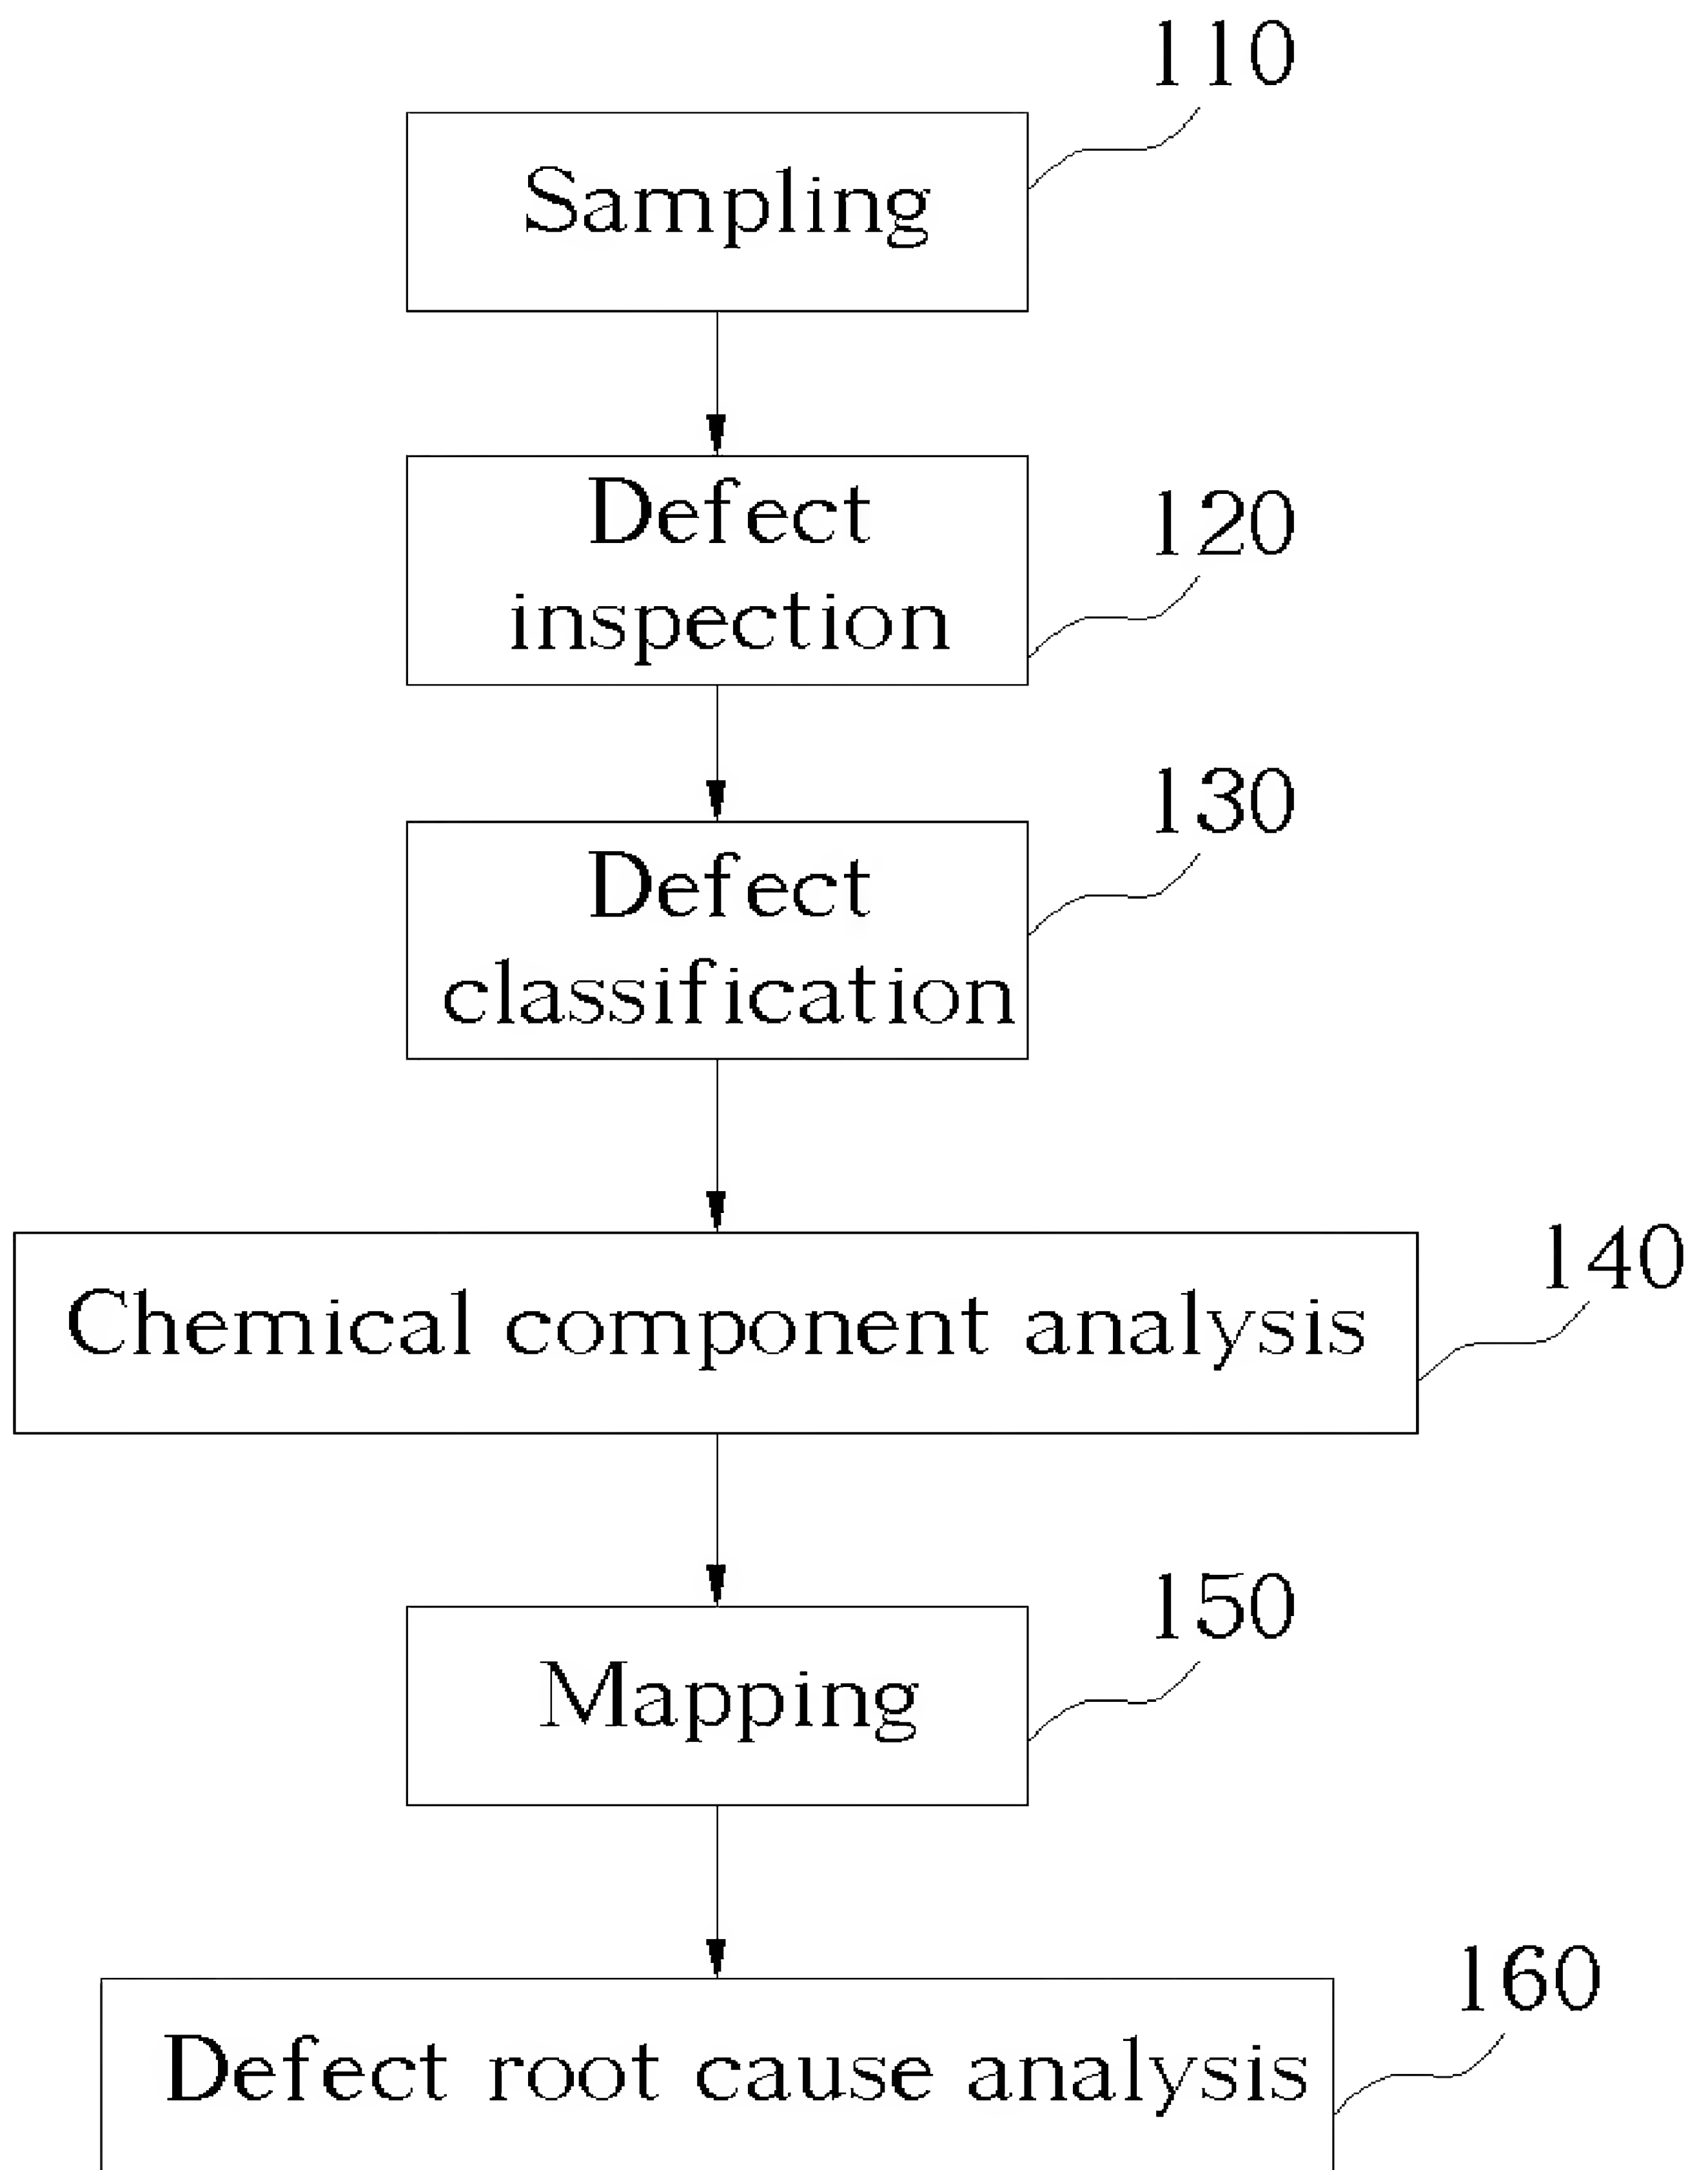 110
Sampling
120
Defect
inspection
130
Defect
classification
140
Chemical component analysis
150
Mapping
160
Defect root cause analysis